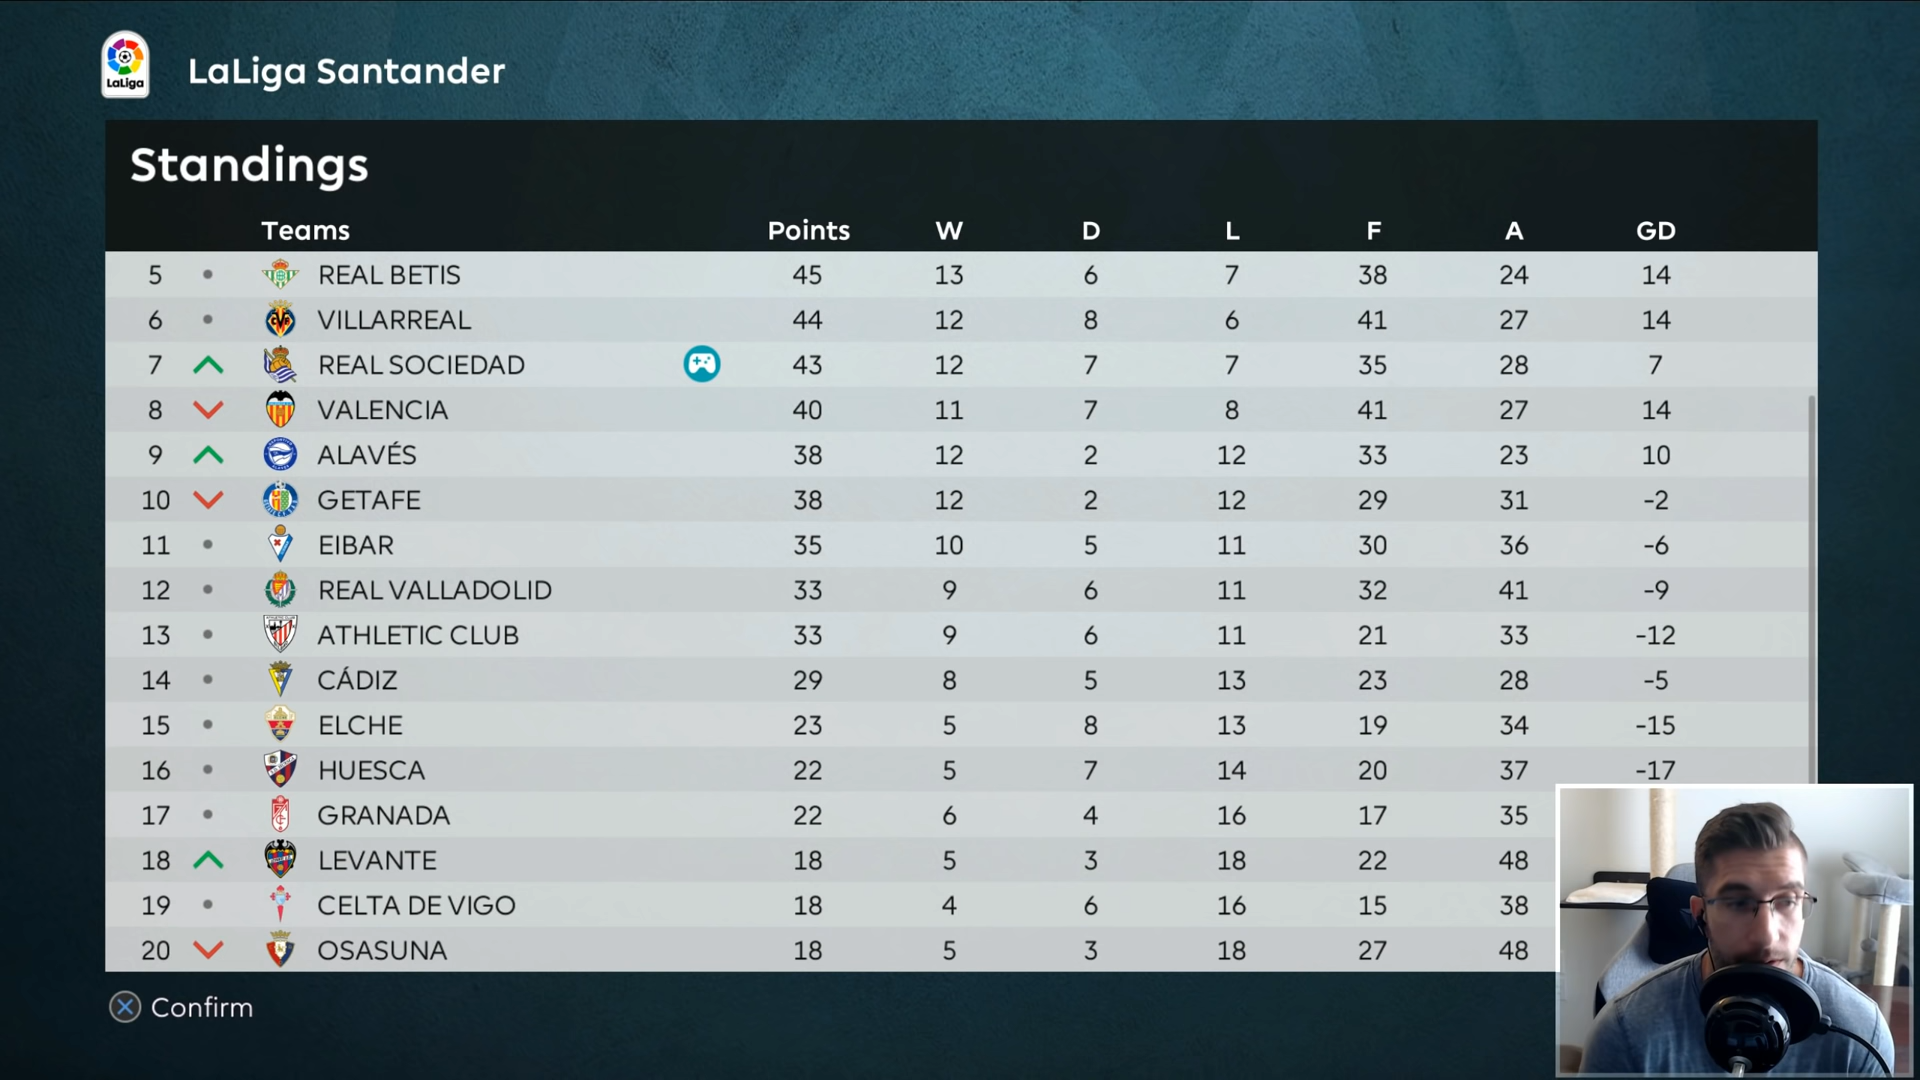 LaLiga
LaLiga Santander
Standings
Teams Points W D L F A GD
5 REAL BETIS 45 13 6 7 38 24 14
6 VILLARREAL 44 12 8 6 41 27 14
7 REAL SOCIEDAD 43 12 7 7 35 28 7
8 VALENCIA 40 11 7 8 41 27 14
9 ALAVÉS 38 12 2 12 33 23 10
10 GETAFE 38 12 2 12 29 31 -2
11 EIBAR 35 10 5 11 30 36 -6
12 REAL VALLADOLID 33 9 6 11 32 41 -9
13 ATHLETIC CLUB 33 9 6 11 21 33 -12
14 CÁDIZ 29 8 5 13 23 28 -5
15 ELCHE 23 5 8 13 19 34 -15
16 HUESCA 22 5 7 14 20 37 -17
17 GRANADA 22 6 4 16 17 35
18 LEVANTE 18 5 3 18 22 48
19 CELTA DE VIGO 18 4 6 16 15 38
20 OSASUNA 18 5 3 18 27 48
Confirm